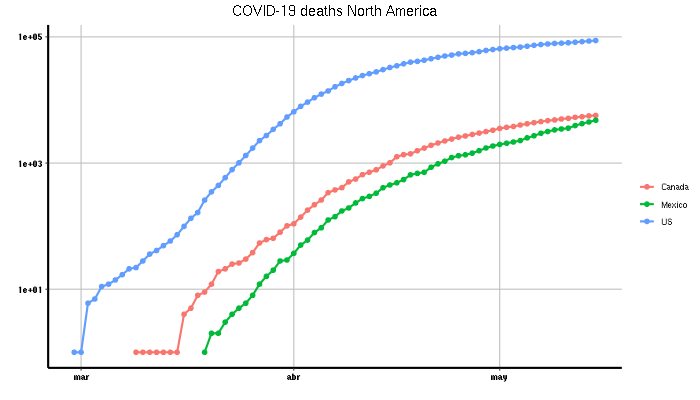 COVID-19 deaths North America
1e+05
1e+03
1e+01
mar
abr
may
Canada
Mexico
US